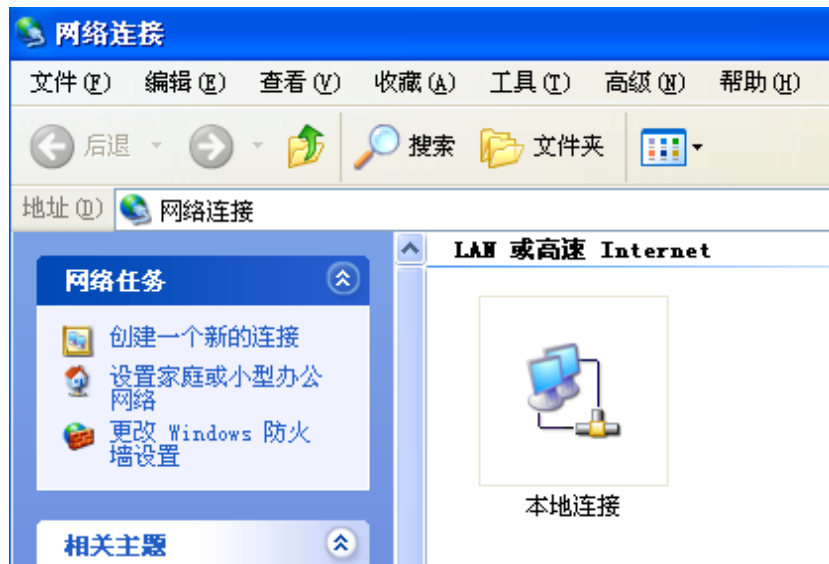 网络连接
文件(F) 编辑(E) 查看(V) 收藏(A) 工具(T) 高级(N) 帮助(H)
后退 搜索 文件夹
地址(D) 网络连接
网络任务
创建一个新的连接
设置家庭或小型办公
网络
更改 Windows 防火
墙设置
相关主题
LAN 或高速 Internet
本地连接